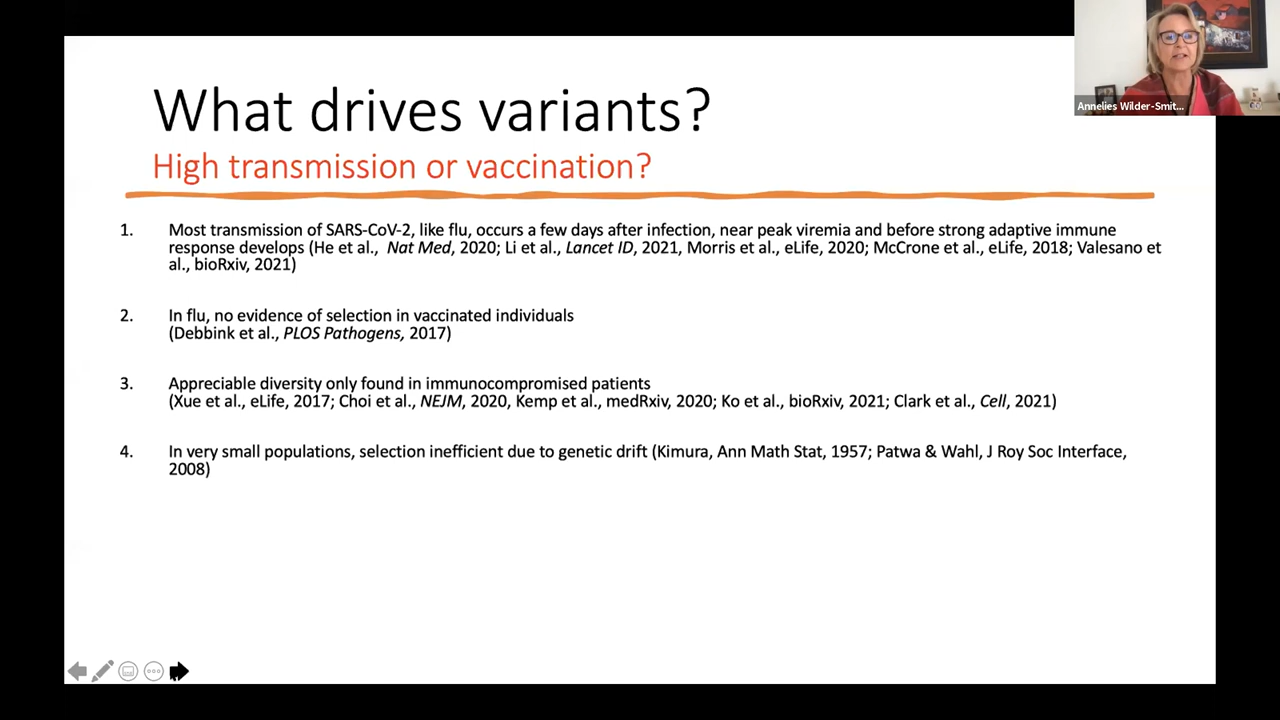 Annelies Wilder-Smit...
What drives variants?
High transmission or vaccination?
1. Most transmission of SARS-CoV-2, like flu, occurs a few days after infection, near peak viremia and before strong adaptive immune
response develops (He et al., Nat Med, 2020; Li et al., Lancet ID, 2021, Morris et al., eLife, 2020; McCrone et al., eLife, 2018; Valesano et
al., bioRxiv, 2021)
2. In flu, no evidence of selection in vaccinated individuals
(Debbink et al., PLOS Pathogens, 2017)
3. Appreciable diversity only found in immunocompromised patients
(Xue et al., eLife, 2017; Choi et al., NEJM, 2020, Kemp et al., medRxiv, 2020; Ko et al., bioRxiv, 2021; Clark et al., Cell, 2021)
4. In very small populations, selection inefficient due to genetic drift (Kimura, Ann Math Stat, 1957; Patwa & Wahl, J Roy Soc Interface,
2008)